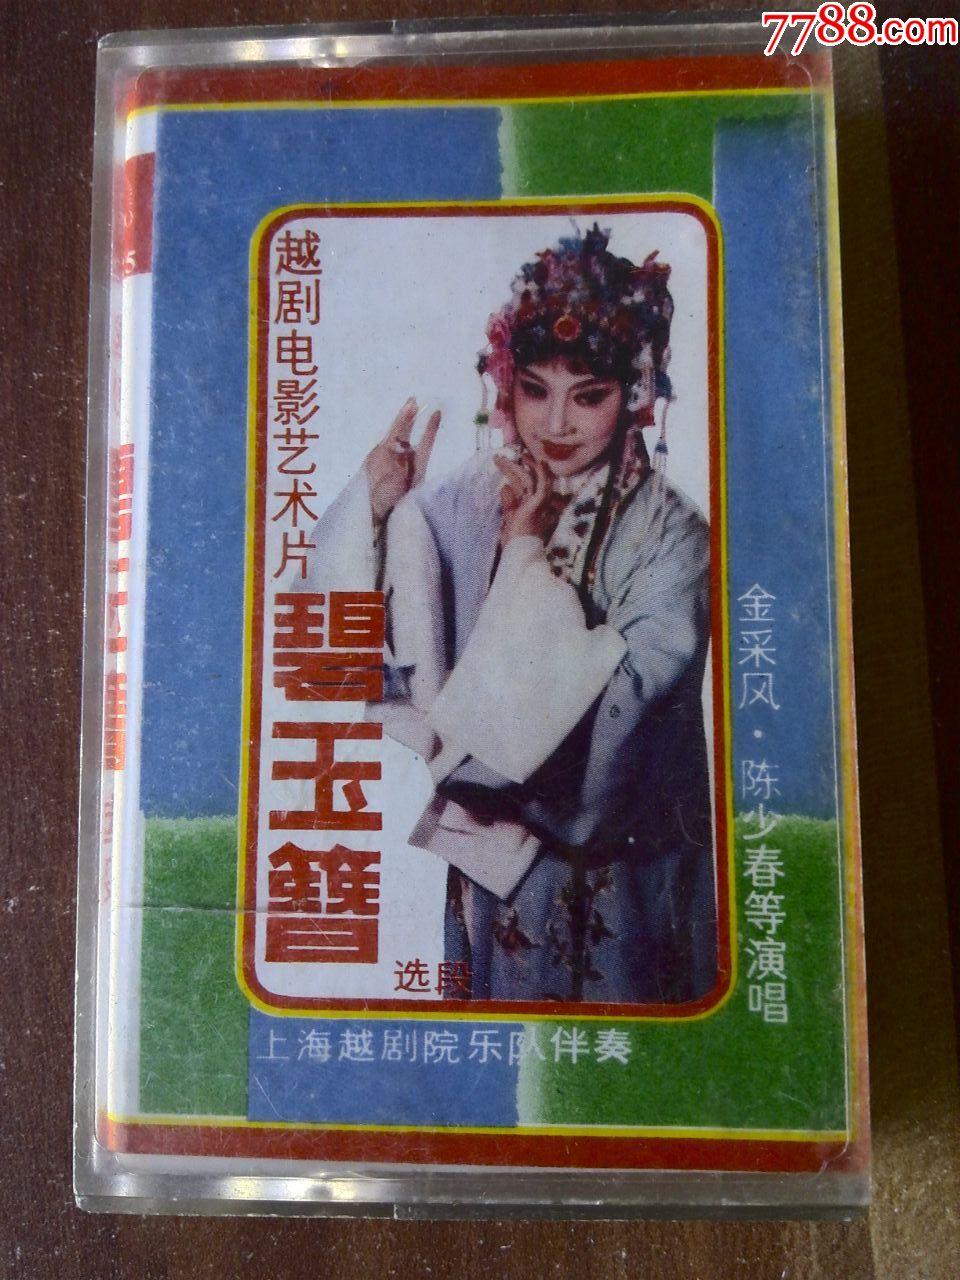 7788.com
越剧电影艺术片
碧玉簪
选段
金采风·陈少春等演唱
上海越剧院乐队伴奏